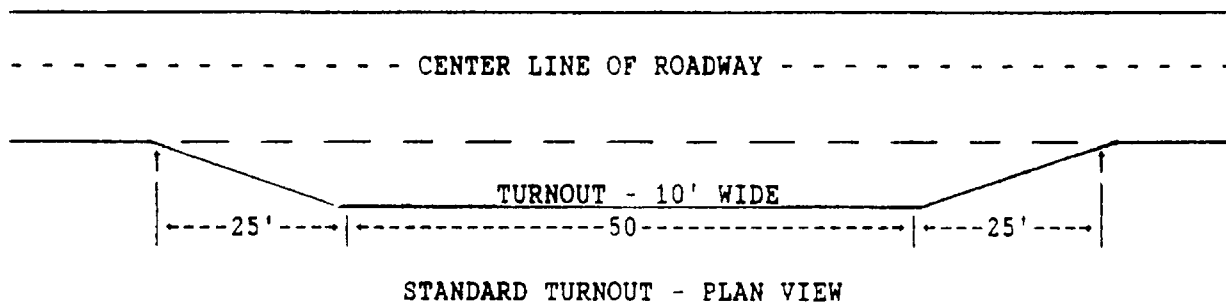 CENTER LINE OF ROADWAY
TURNOUT - 10' WIDE
25' 50 25'
STANDARD TURNOUT - PLAN VIEW